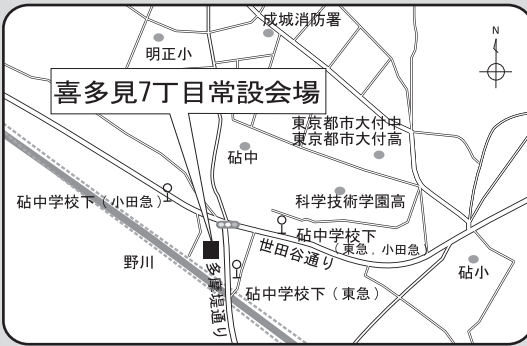 成城消防署
N
明正小
喜多見7丁目常設会場
東京都市大付中
東京都市大付高
砧中
科学技術学園高
砧中学校下（小田急）
砧中学校下
（東急，小田急）
世田谷通り
野川
砧小
多摩堤通り
砧中学校下（東急）